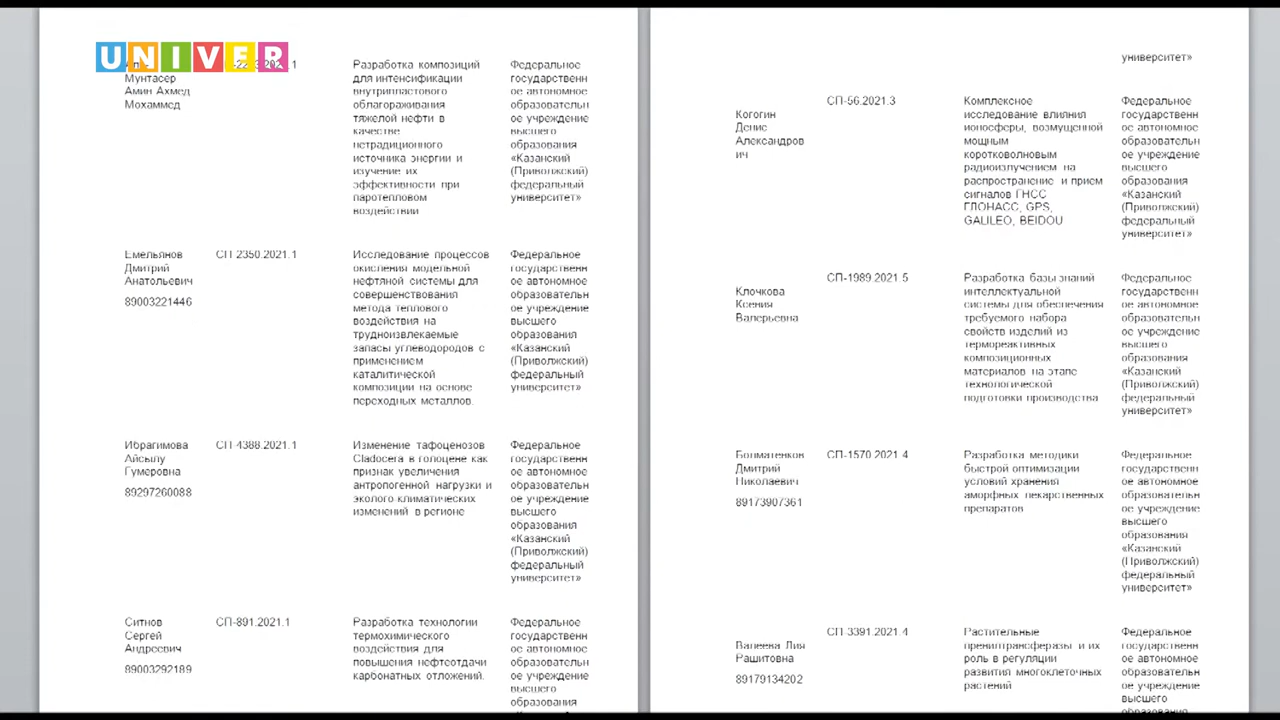 UNIVER
Мунтасер
Амин Ахмед
Мохаммед
Разработка композиций
для интенсификации
внутрипластового
облагораживания
тяжелой нефти в
качестве
нетрадиционного
источника энергии и
изучение их
эффективности при
паротепловом
воздействии
Федеральное
государственн
ое автономное
образовательн
ое учреждение
высшего
образования
«Казанский
(Приволжский)
федеральный
университет»
Емельянов
Дмитрий
Анатольевич
89003221446
СП-2350.2021.1
Исследование процессов
окисления модельной
нефтяной системы для
совершенствования
метода теплового
воздействия на
трудноизвлекаемые
запасы углеводородов с
применением
каталитической
композиции на основе
переходных металлов.
Федеральное
государственн
ое автономное
образовательн
ое учреждение
высшего
образования
«Казанский
(Приволжский)
федеральный
университет»
Ибрагимова
Айсылу
Гумеровна
89297260088
СП-4388.2021.1
Изменение тафоценозов
Cladocera в голоцене как
признак увеличения
антропогенной нагрузки и
эколого климатических
изменений в регионе
Федеральное
государственн
ое автономное
образовательн
ое учреждение
высшего
образования
«Казанский
(Приволжский)
федеральный
университет»
Ситнов
Сергей
Андреевич
89003292189
СП-891.2021.1
Разработка технологии
термохимического
воздействия для
повышения нефтеотдачи
карбонатных отложений.
Федеральное
государственн
ое автономное
образовательн
ое учреждение
высшего
образования
университет»
Когогин
Денис
Александров
ич
СП-56.2021.3
Комплексное
исследование влияния
ионосферы, возмущенной
мощным
коротковолновым
радиоизлучением на
распространение и прием
сигналов ГНСС
ГЛОНАСС, GPS,
GALILEO, BEIDOU
Федеральное
государственн
ое автономное
образовательн
ое учреждение
высшего
образования
«Казанский
(Приволжский)
федеральный
университет»
Клочкова
Ксения
Валерьевна
СП-1989.2021.5
Разработка базы знаний
интеллектуальной
системы для обеспечения
требуемого набора
свойств изделий из
термореактивных
композиционных
материалов на этапе
технологической
подготовки производства
Федеральное
государственн
ое автономное
образовательн
ое учреждение
высшего
образования
«Казанский
(Приволжский)
федеральный
университет»
Болматенков
Дмитрий
Николаевич
89173907361
СП-1570.2021.4
Разработка методики
быстрой оптимизации
условий хранения
аморфных лекарственных
препаратов
Федеральное
государственн
ое автономное
образовательн
ое учреждение
высшего
образования
«Казанский
(Приволжский)
федеральный
университет»
Валеева Лия
Рашитовна
89179134202
СП-3391.2021.4
Растительные
пренилтрансферазы и их
роль в регуляции
развития многоклеточных
растений
Федеральное
государственн
ое автономное
образовательн
ое учреждение
высшего
образования